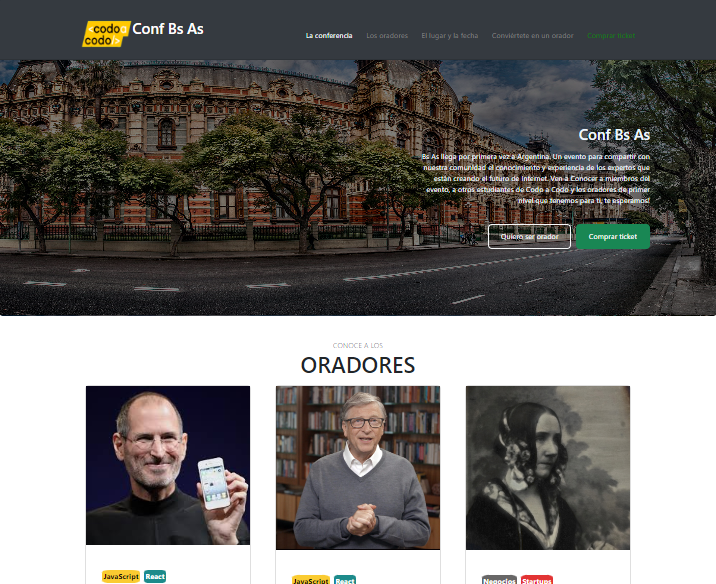 <codo a
codo/>
Conf Bs As
La conferencia
Los oradores
El lugar y la fecha
Conviértete en un orador
Comprar ticket
Conf Bs As
Bs As llega por primera vez a Argentina. Un evento para compartir con
nuestra comunidad el conocimiento y experiencia de los expertos que
están creando el futuro de Internet. Ven a Conocer a miembros del
evento, a otros estudiantes de Codo a Codo y los oradores de primer
nivel que tenemos para ti, te esperamos!
Quiero ser orador
Comprar ticket
CONOCE A LOS
ORADORES
JavaScript
React
JavaScript
React
Negocios
Startups